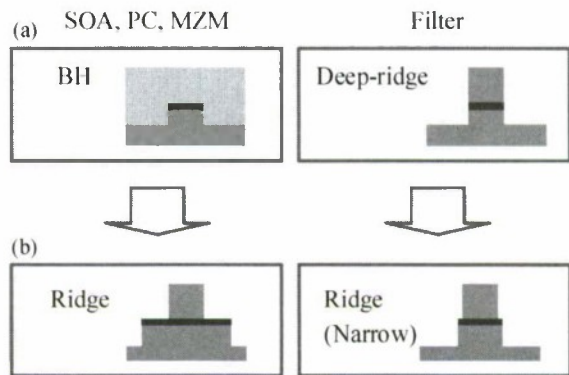 (a) SOA, PC, MZM Filter
BH Deep-ridge
(b)
Ridge Ridge
(Narrow)